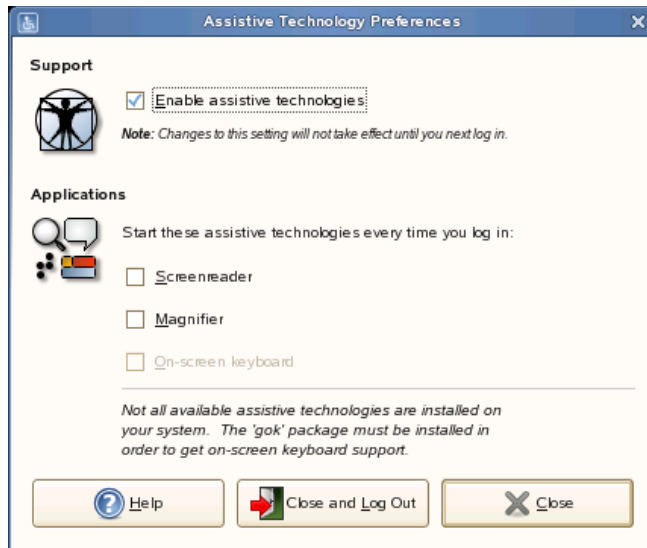 Assistive Technology Preferences
Support
Enable assistive technologies
Note: Changes to this setting will not take effect until you next log in.
Applications
Start these assistive technologies every time you log in:
Screenreader
Magnifier
On-screen keyboard
Not all available assistive technologies are installed on
your system. The 'gok' package must be installed in
order to get on-screen keyboard support.
Help Close and Log Out Close